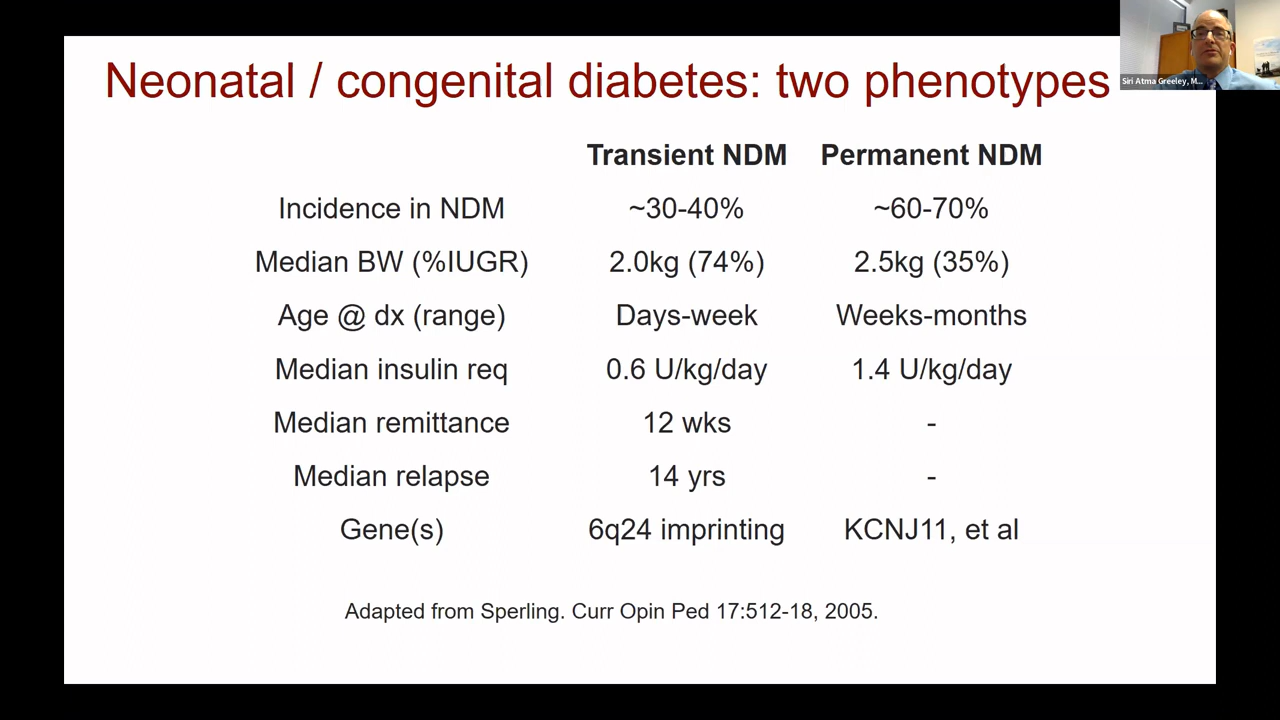 Neonatal / congenital diabetes: two phenotypes
Siri Atma Greeley, M...
Transient NDM Permanent NDM
Incidence in NDM ~30-40% ~60-70%
Median BW (%IUGR) 2.0kg (74%) 2.5kg (35%)
Age @ dx (range) Days-week Weeks-months
Median insulin req 0.6 U/kg/day 1.4 U/kg/day
Median remittance 12 wks -
Median relapse 14 yrs -
Gene(s) 6q24 imprinting KCNJ11, et al
Adapted from Sperling. Curr Opin Ped 17:512-18, 2005.